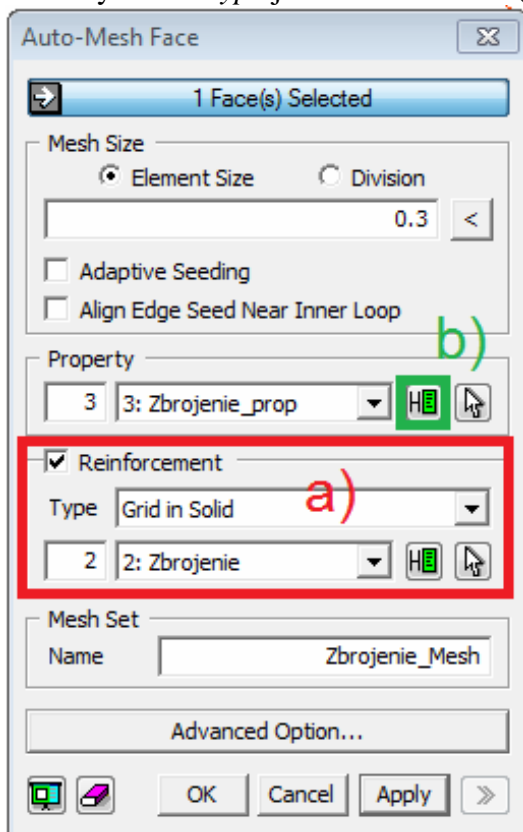 Auto-Mesh Face
1 Face(s) Selected
Mesh Size
Element Size Division
0.3 <
Adaptive Seeding
Align Edge Seed Near Inner Loop
b)
Property
3 3: Zbrojenie_prop
Reinforcement
a)
Type Grid in Solid
2 2: Zbrojenie
Mesh Set
Name Zbrojenie_Mesh
Advanced Option...
OK Cancel Apply >>